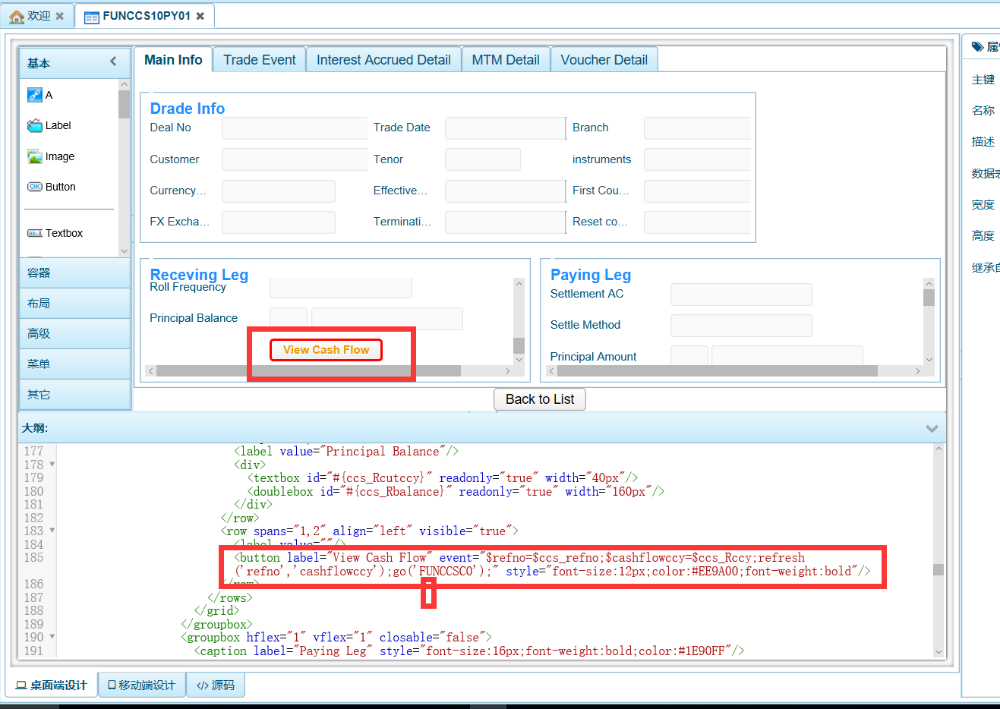 欢迎
FUNCCS10PY01
基本
A
Label
Image
Button
Textbox
容器
布局
高级
菜单
其它
Main Info
Trade Event
Interest Accrued Detail
MTM Detail
Voucher Detail
Drade Info
Deal No
Trade Date
Branch
Customer
Tenor
instruments
Currency...
Effective...
First Cou...
FX Excha...
Terminati...
Reset co...
Receving Leg
Roll Frequency
Principal Balance
View Cash Flow
Paying Leg
Settlement AC
Settle Method
Principal Amount
Back to List
大纲:
177 <label value="Principal Balance"/>
178 <div>
179 <textbox id="#{ccs_Rcutccy}" readonly="true" width="40px"/>
180 <doublebox id="#{ccs_Rbalance}" readonly="true" width="160px"/>
181 </div>
182 </row>
183 <row spans="1,2" align="left" visible="true">
184 <label value=""/>
185 <button label="View Cash Flow" event="$refno=$ccs_refno;$cashflowccy=$ccs_Rccy;refresh
('refno','cashflowccy');go('FUNCCSCO');" style="font-size:12px;color:#EE9A00;font-weight:bold"/>
186 </row>
187 </rows>
188 </grid>
189 </groupbox>
190 <groupbox hflex="1" vflex="1" closable="false">
191 <caption label="Paying Leg" style="font-size:16px;font-weight:bold;color:#1E90FF"/>
桌面端设计
移动端设计
</> 源码
主键
名称
描述
数据
宽度
高度
继承